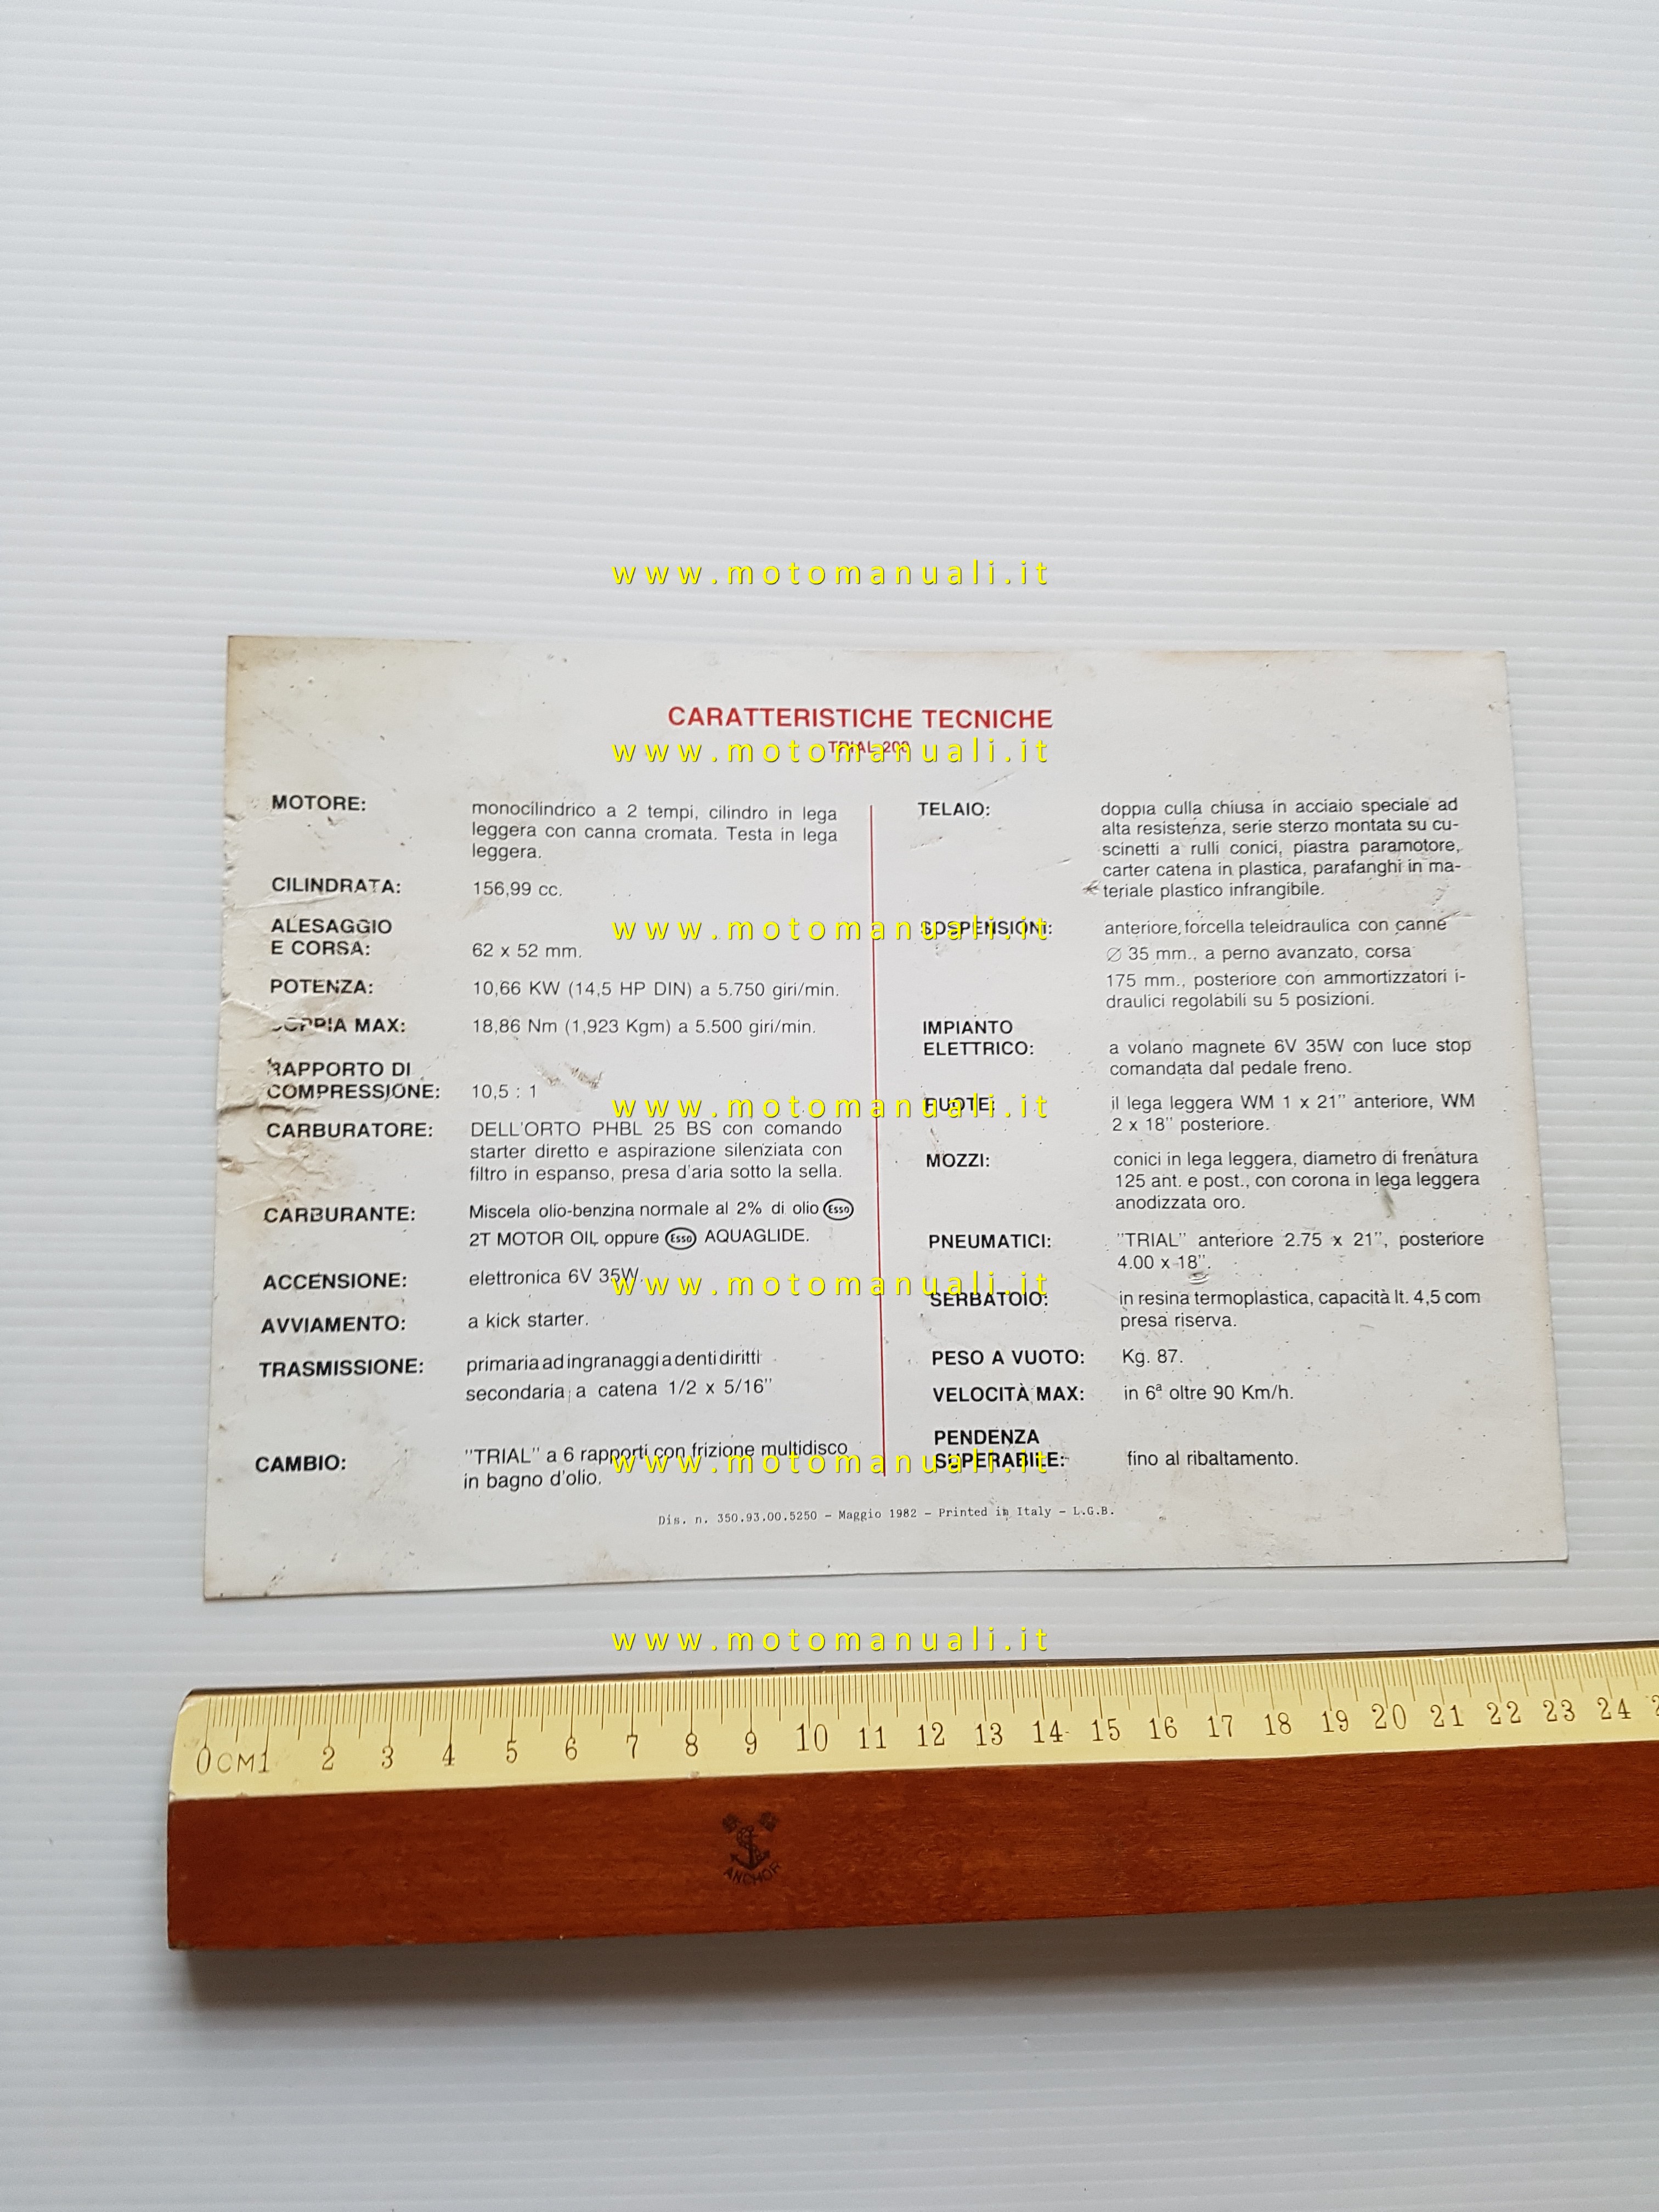 www.motomanuali.it
CARATTERISTICHE TECNICHE
TRIAL 200
www.motomanuali.it
MOTORE: monocilindrico a 2 tempi, cilindro in lega
leggera con canna cromata. Testa in lega
leggera.
CILINDRATA: 156,99 cc.
ALESAGGIO
E CORSA: 62 x 52 mm.
POTENZA: 10,66 KW (14,5 HP DIN) a 5.750 giri/min.
COPPIA MAX: 18,86 Nm (1,923 Kgm) a 5.500 giri/min.
RAPPORTO DI
COMPRESSIONE: 10,5 : 1
CARBURATORE: DELL'ORTO PHBL 25 BS con comando
starter diretto e aspirazione silenziata con
filtro in espanso, presa d'aria sotto la sella.
CARBURANTE: Miscela olio-benzina normale al 2% di olio Esso
2T MOTOR OIL oppure Esso AQUAGLIDE.
ACCENSIONE: elettronica 6V 35W.
AVVIAMENTO: a kick starter.
TRASMISSIONE: primaria ad ingranaggi a denti diritti
secondaria a catena 1/2 x 5/16"
CAMBIO: "TRIAL" a 6 rapporti con frizione multidisco
in bagno d'olio.
TELAIO: doppia culla chiusa in acciaio speciale ad
alta resistenza, serie sterzo montata su cu-
scinetti a rulli conici, piastra paramotore,
carter catena in plastica, parafanghi in ma-
teriale plastico infrangibile.
www.motomanuali.it
SOSPENSIONI: anteriore, forcella teleidraulica con canne
∅ 35 mm., a perno avanzato, corsa
175 mm., posteriore con ammortizzatori i-
draulici regolabili su 5 posizioni.
IMPIANTO
ELETTRICO: a volano magnete 6V 35W con luce stop
comandata dal pedale freno.
www.motomanuali.it
RUOTE: il lega leggera WM 1 x 21" anteriore, WM
2 x 18" posteriore.
MOZZI: conici in lega leggera, diametro di frenatura
125 ant. e post., con corona in lega leggera
anodizzata oro.
PNEUMATICI: "TRIAL" anteriore 2.75 x 21", posteriore
4.00 x 18".
www.motomanuali.it
SERBATOIO: in resina termoplastica, capacità lt. 4,5 com
presa riserva.
PESO A VUOTO: Kg. 87.
VELOCITÀ MAX: in 6ª oltre 90 Km/h.
PENDENZA
SUPERABILE: fino al ribaltamento.
www.motomanuali.it
Dis. n. 350.93.00.5250 - Maggio 1982 - Printed in Italy - L.G.B.
www.motomanuali.it
0CM1 2 3 4 5 6 7 8 9 10 11 12 13 14 15 16 17 18 19 20 21 22 23 24
ANCHOR